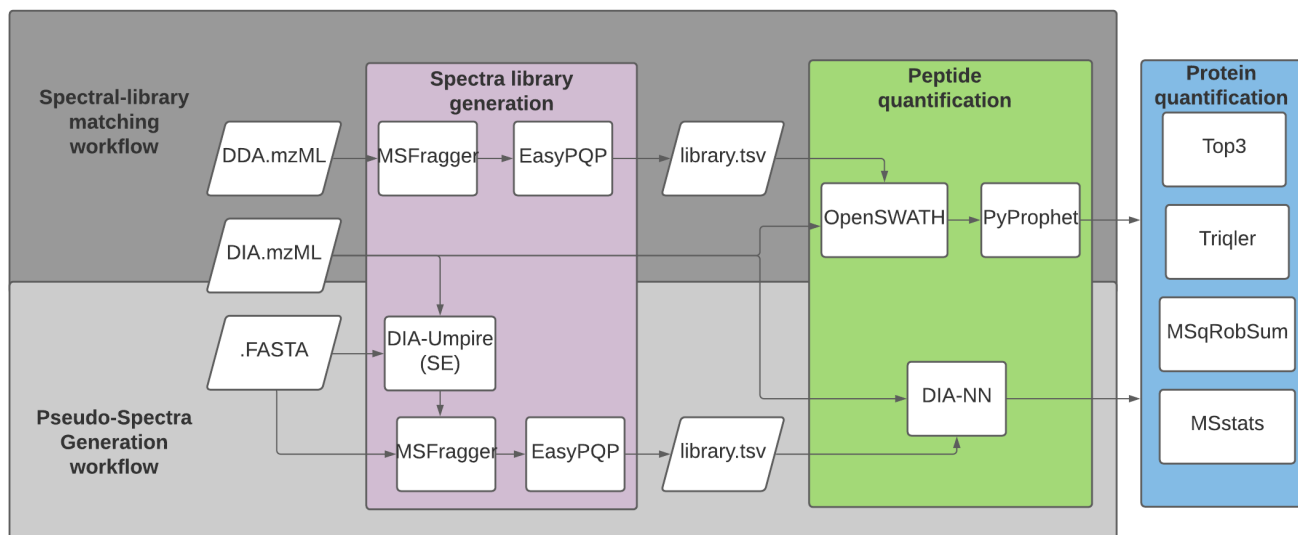 Spectral-library
matching
workflow
DDA.mzML
DIA.mzML
Spectra library
generation
MSFragger
EasyPQP
library.tsv
Peptide
quantification
OpenSWATH
PyProphet
Protein
quantification
Top3
Triqler
MSqRobSum
MSstats
Pseudo-Spectra
Generation
workflow
.FASTA
DIA-Umpire
(SE)
MSFragger
EasyPQP
library.tsv
DIA-NN